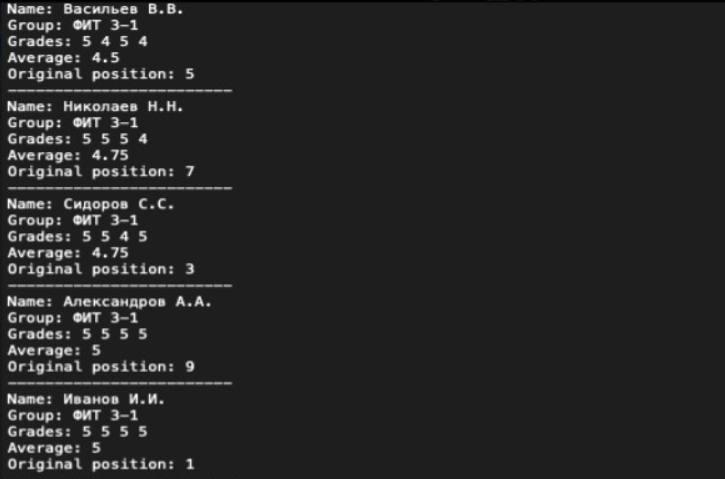 Name: Васильев В.В.
Group: ФИТ 3-1
Grades: 5 4 5 4
Average: 4.5
Original position: 5
------------------------
Name: Николаев Н.Н.
Group: ФИТ 3-1
Grades: 5 5 5 4
Average: 4.75
Original position: 7
------------------------
Name: Сидоров С.С.
Group: ФИТ 3-1
Grades: 5 5 4 5
Average: 4.75
Original position: 3
------------------------
Name: Александров А.А.
Group: ФИТ 3-1
Grades: 5 5 5 5
Average: 5
Original position: 9
------------------------
Name: Иванов И.И.
Group: ФИТ 3-1
Grades: 5 5 5 5
Average: 5
Original position: 1